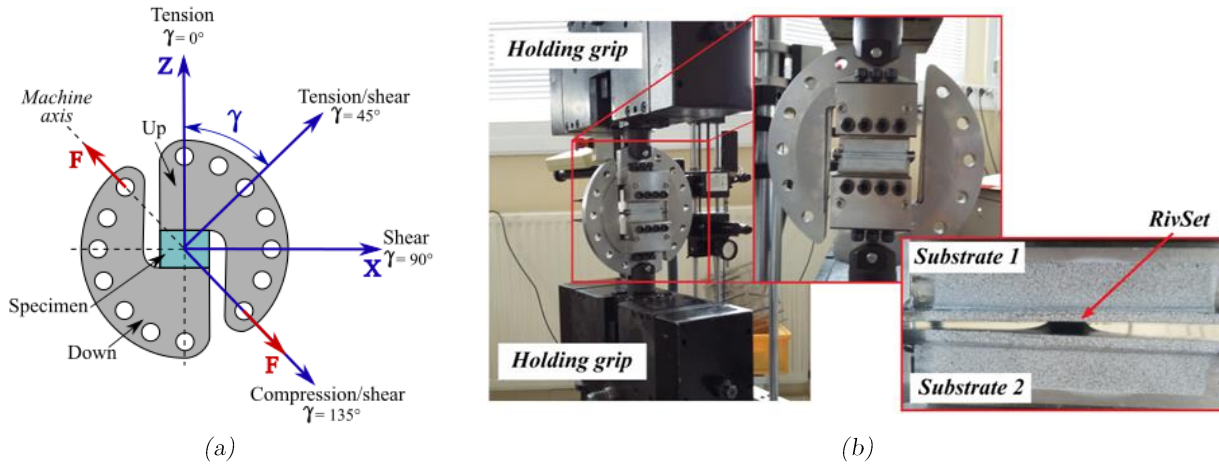 Tension
γ= 0°
Z
Machine
axis
Tension/shear
γ= 45°
γ
Up
F
Shear
γ= 90°
X
Specimen
Down
F
Compression/shear
γ = 135°
(a)
Holding grip
Holding grip
RivSet
Substrate 1
Substrate 2
(b)